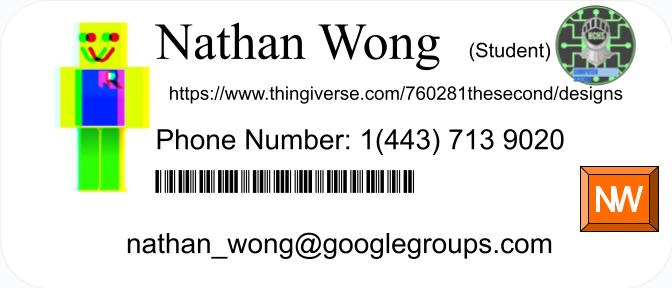 Nathan Wong (Student)
HCHS
https://www.thingiverse.com/760281thesecond/designs
Phone Number: 1(443) 713 9020
NW
nathan_wong@googlegroups.com